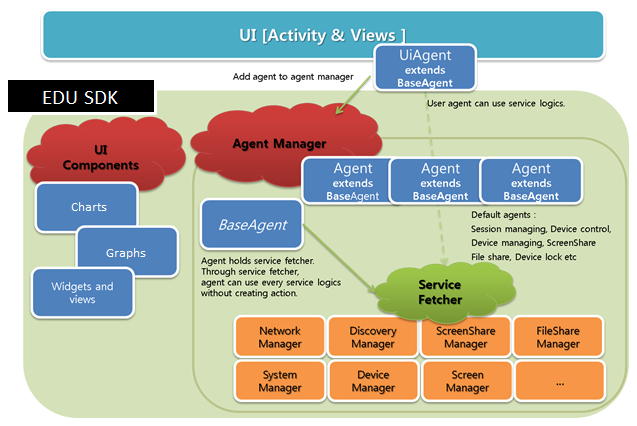 UI [Activity & Views ]
UiAgent
extends
BaseAgent
Add agent to agent manager
User agent can use service logics.
EDU SDK
UI
Components
Charts
Graphs
Widgets and
views
Agent Manager
Agent
extends
BaseAgent
Agent
extends
BaseAgent
Agent
extends
BaseAgent
BaseAgent
Default agents :
Session managing, Device control,
Device managing, ScreenShare
File share, Device lock etc
Agent holds service fetcher.
Through service fetcher,
agent can use every service logics
without creating action.
Service
Fetcher
Network
Manager
Discovery
Manager
ScreenShare
Manager
FileShare
Manager
System
Manager
Device
Manager
Screen
Manager
...